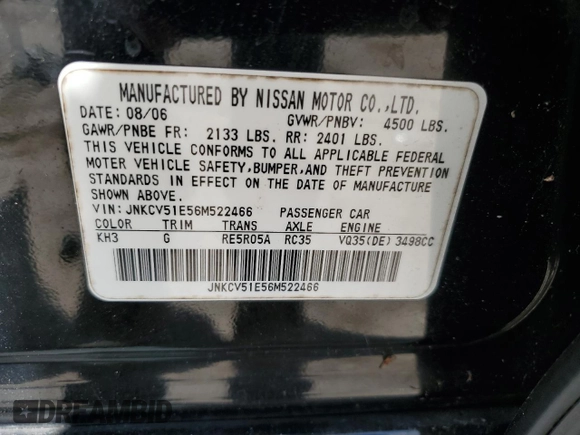 MANUFACTURED BY NISSAN MOTOR CO.,LTD.
DATE: 08/06 GVWR/PNBV: 4500 LBS.
GAWR/PNBE FR: 2133 LBS. RR: 2401 LBS.
THIS VEHICLE CONFORMS TO ALL APPLICABLE FEDERAL
MOTOR VEHICLE SAFETY,BUMPER,AND THEFT PREVENTION
STANDARDS IN EFFECT ON THE DATE OF MANUFACTURE
SHOWN ABOVE.
VIN:JNKCV51E56M522466 PASSENGER CAR
COLOR TRIM TRANS AXLE ENGINE
KH3 G RE5R05A RC35 VQ35(DE)3498CC
JNKCV51E56M522466
DREAMBID